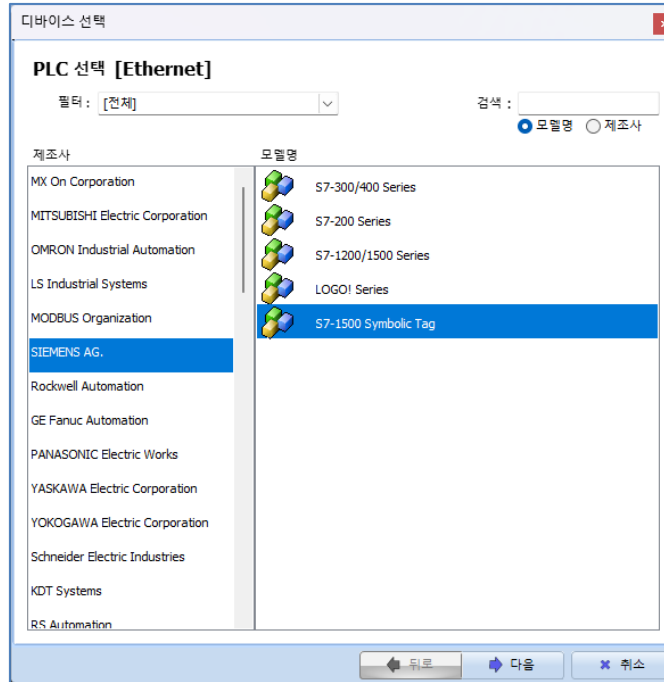 디바이스 선택
PLC 선택 [Ethernet]
필터 : [전체]
검색 :
모델명 제조사
제조사
MX On Corporation
MITSUBISHI Electric Corporation
OMRON Industrial Automation
LS Industrial Systems
MODBUS Organization
SIEMENS AG.
Rockwell Automation
GE Fanuc Automation
PANASONIC Electric Works
YASKAWA Electric Corporation
YOKOGAWA Electric Corporation
Schneider Electric Industries
KDT Systems
RS Automation
모델명
S7-300/400 Series
S7-200 Series
S7-1200/1500 Series
LOGO! Series
S7-1500 Symbolic Tag
뒤로 다음 취소